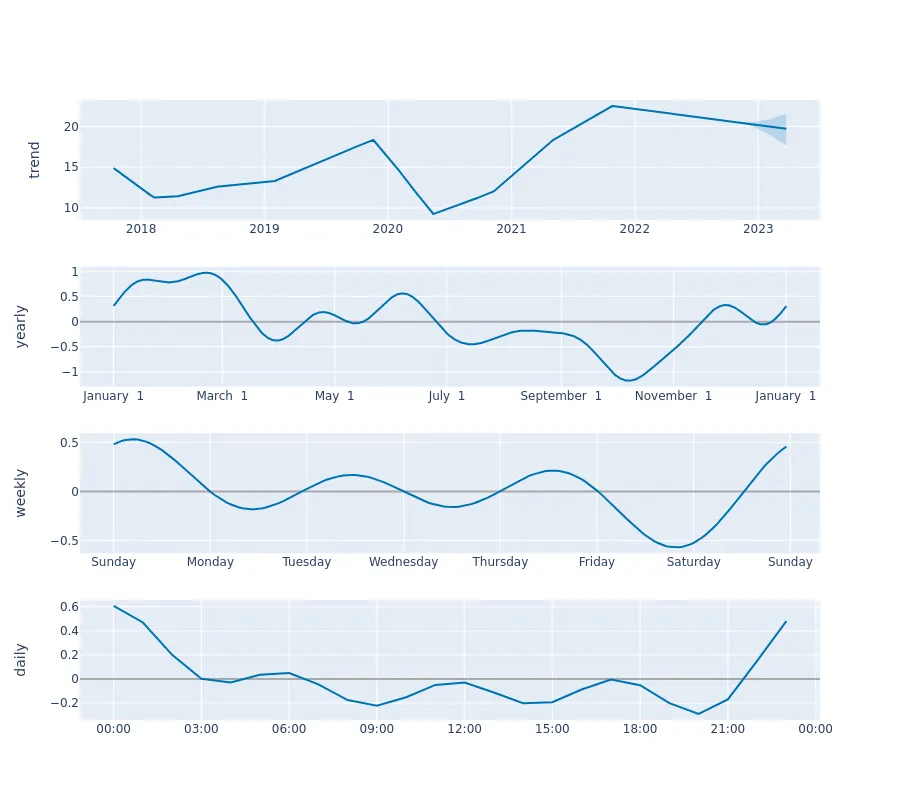 trend
20
15
10
2018 2019 2020 2021 2022 2023
yearly
1
0.5
0
−0.5
−1
January 1 March 1 May 1 July 1 September 1 November 1 January 1
weekly
0.5
0
−0.5
Sunday Monday Tuesday Wednesday Thursday Friday Saturday Sunday
daily
0.6
0.4
0.2
0
−0.2
00:00 03:00 06:00 09:00 12:00 15:00 18:00 21:00 00:00